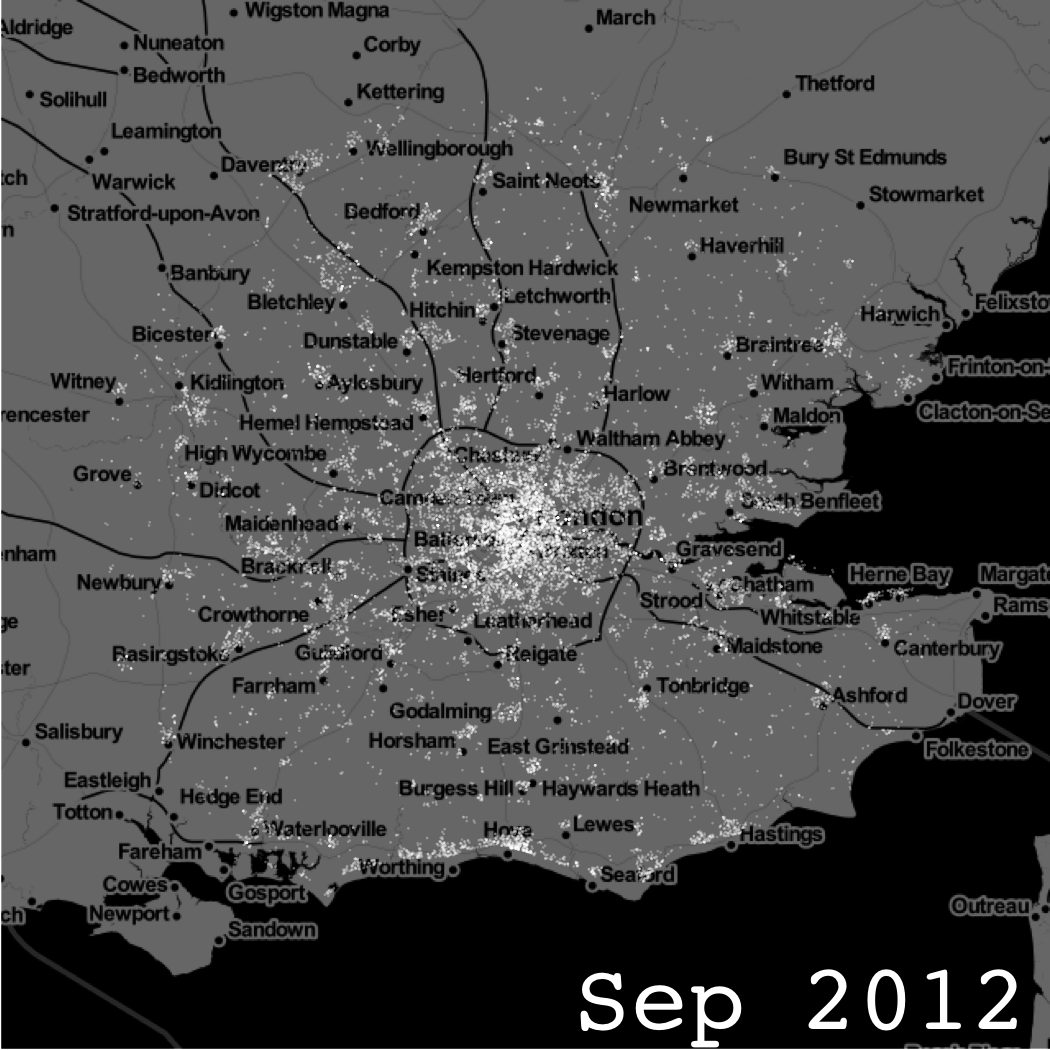 Wigston Magna
March
Aldridge
Nuneaton
Corby
Bedworth
Thetford
Solihull
Kettering
Leamington
Wellingborough
Daventry
Bury St Edmunds
tch
Warwick
Saint Neots
Stowmarket
Stratford-upon-Avon
Bedford
Newmarket
n
Haverhill
Banbury
Kempston Hardwick
Bletchley
Hitchin
Letchworth
Felixsto
Harwich
Bicester
Dunstable
Stevenage
Braintree
Frinton-on-
Witney
Kidlington
Aylesbury
Hertford
Witham
rencester
Harlow
Clacton-on-Se
Hemel Hempstead
Maldon
Waltham Abbey
High Wycombe
Cheshunt
Brentwood
Grove
Didcot
Camden Town
South Benfleet
Maidenhead
London
enham
Brixton
Gravesend
Bracknell
Newbury
Staines
Chatham
Herne Bay
Margat
Crowthorne
Esher
Leatherhead
Strood
Whitstable
Rams
ge
Basingstoke
Guildford
Reigate
Maidstone
Canterbury
ter
Farnham
Tonbridge
Ashford
Dover
Godalming
Salisbury
Winchester
Horsham
East Grinstead
Folkestone
Eastleigh
Hedge End
Burgess Hill
Haywards Heath
Totton
Waterlooville
Hove
Lewes
Hastings
Fareham
Worthing
Seaford
Cowes
Gosport
Newport
ch
Outreau
Sandown
Sep 2012